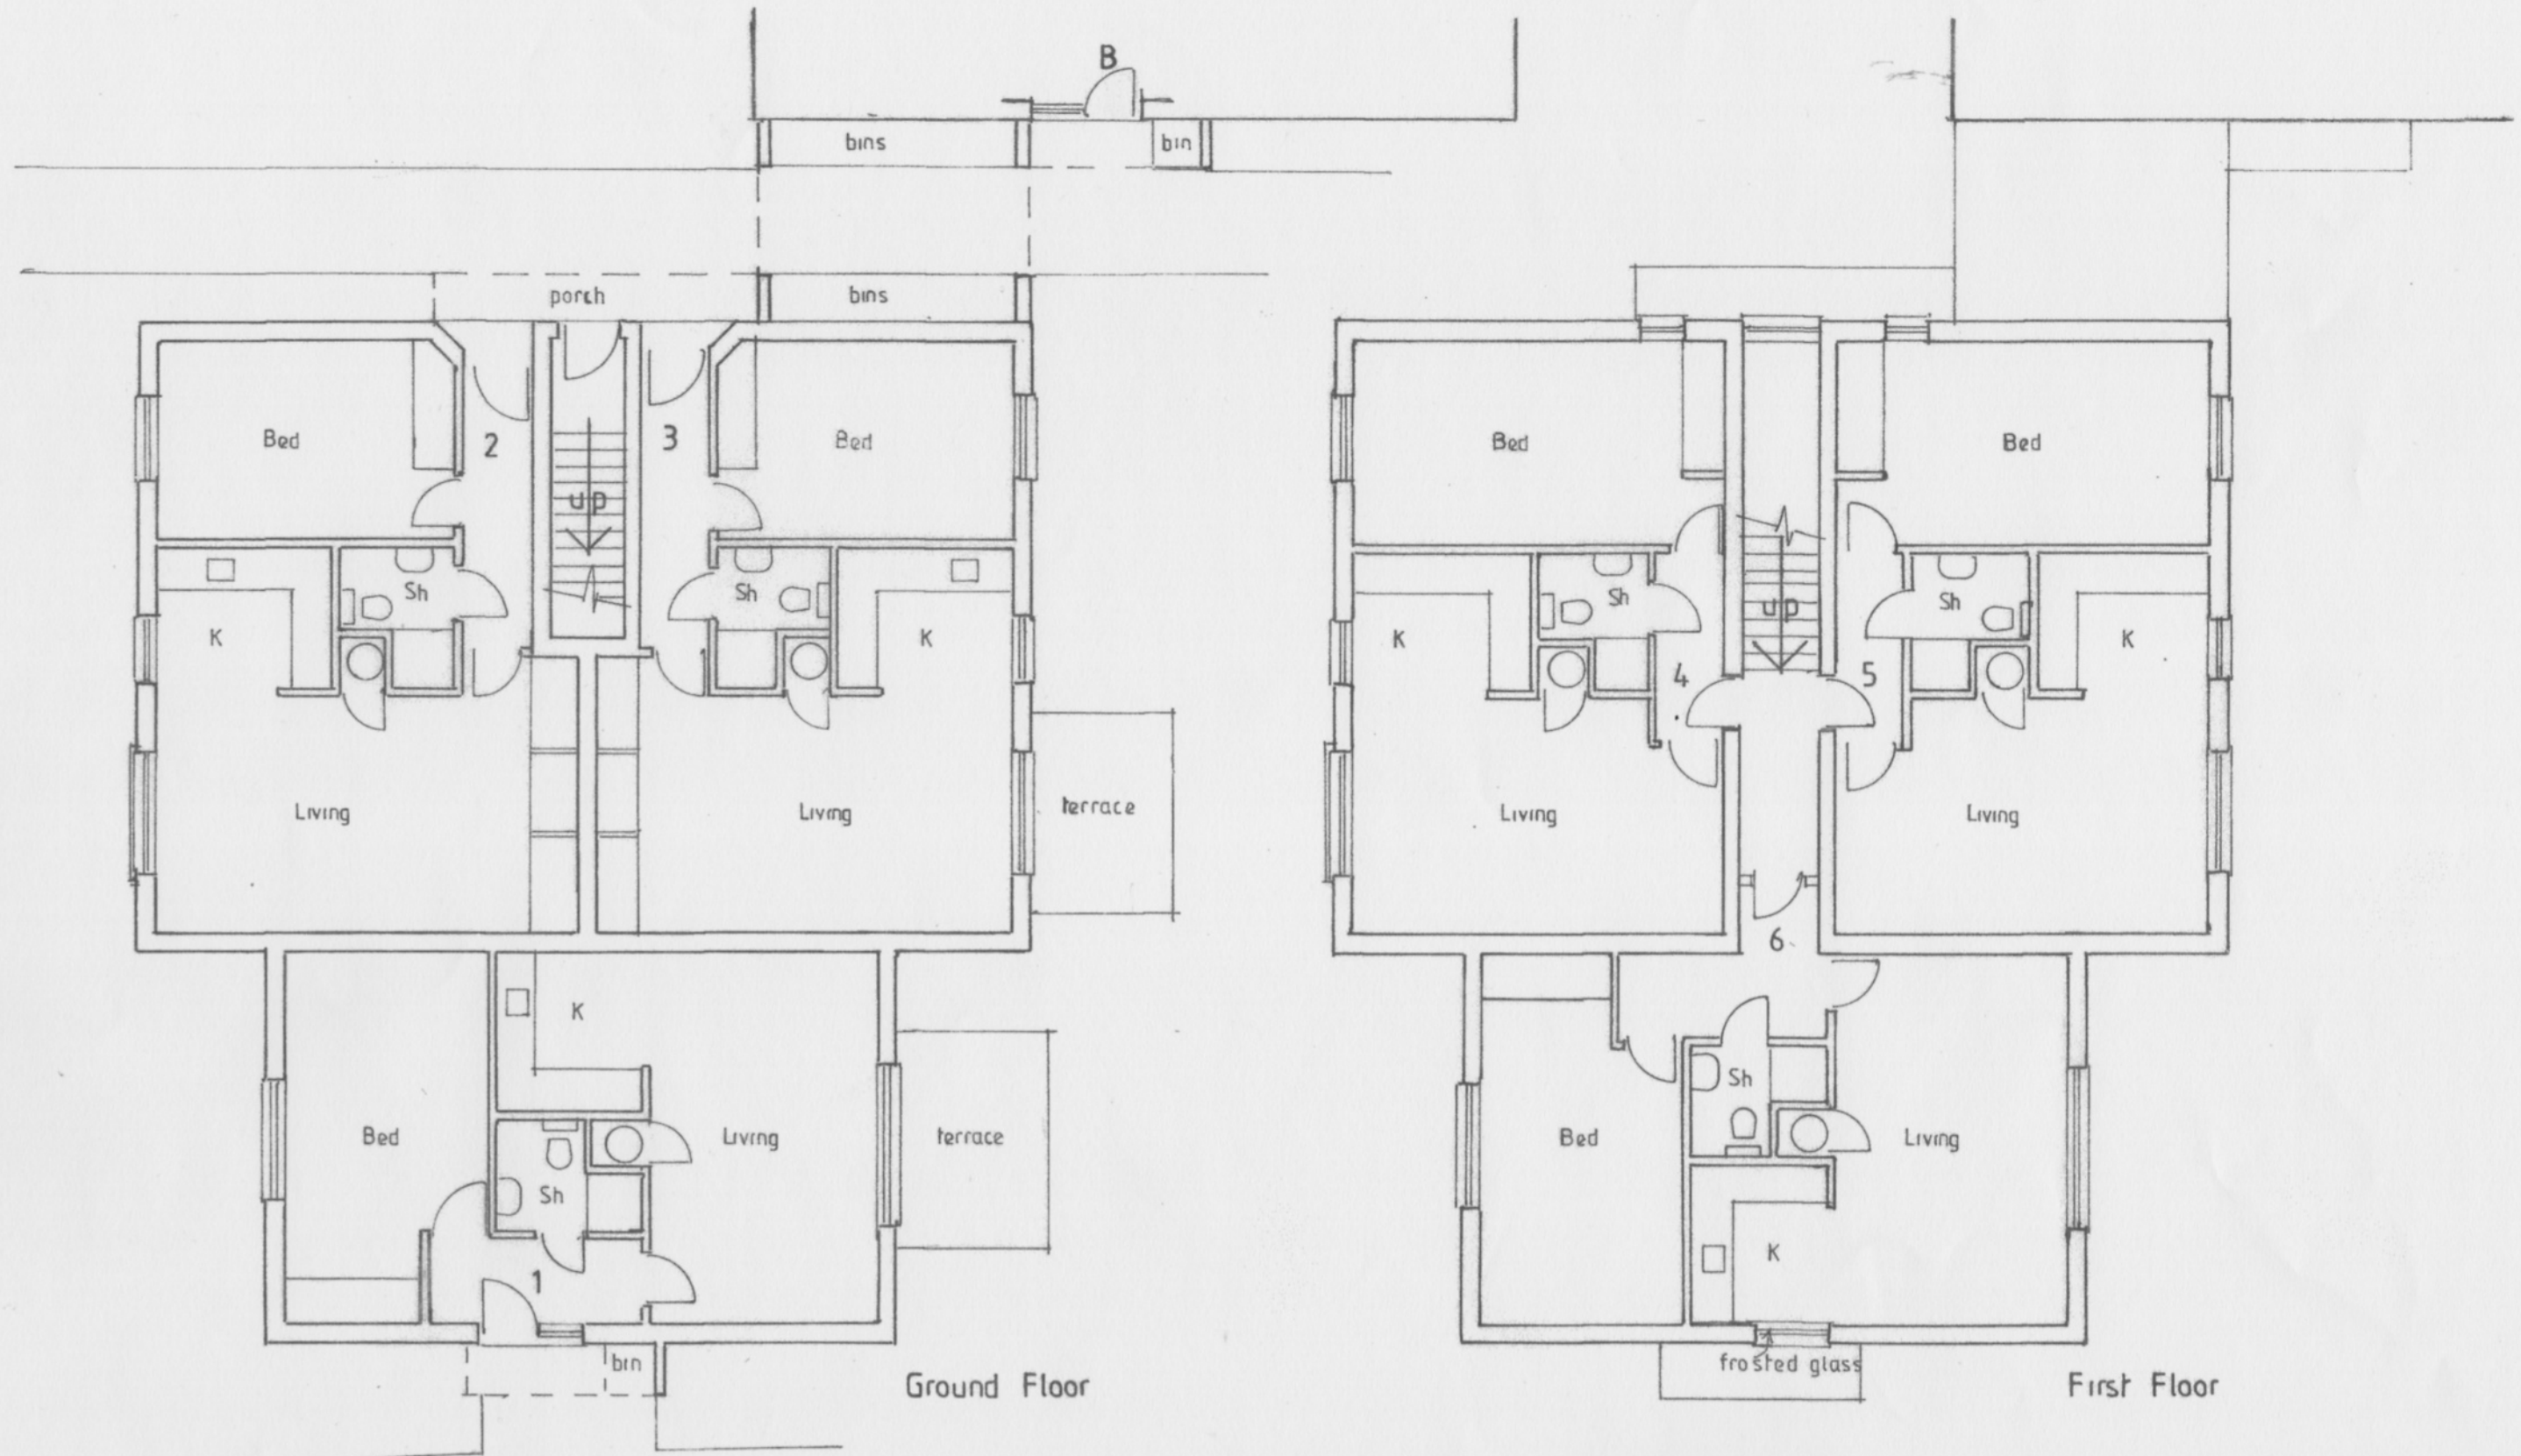 B
bins
bin
porch
bins
Bed
2
3
Bed
up
Sh
Sh
K
K
Living
Living
terrace
K
Bed
Living
terrace
Sh
1
bin
Ground Floor
Bed
Bed
Sh
up
Sh
K
K
4
5
Living
Living
6
Sh
Bed
Living
K
frosted glass
First Floor